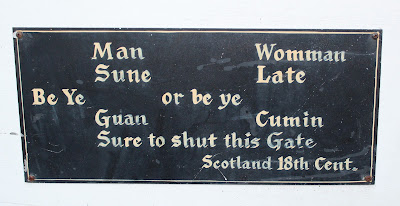 Man Womman
Sune Late
Be Ye or be ye
Guan Cumin
Sure to shut this Gate
Scotland 18th Cent.